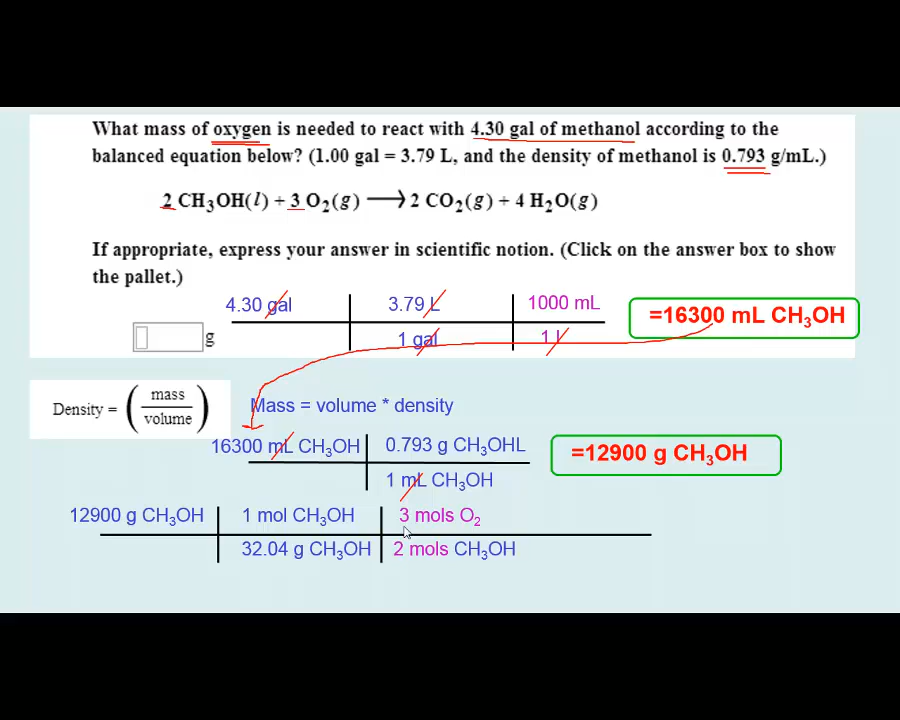 What mass of oxygen is needed to react with 4.30 gal of methanol according to the
balanced equation below? (1.00 gal = 3.79 L, and the density of methanol is 0.793 g/mL.)
2 CH₃OH(l) + 3 O₂(g) ⟶ 2 CO₂(g) + 4 H₂O(g)
If appropriate, express your answer in scientific notion. (Click on the answer box to show
the pallet.)
4.30 gal 3.79 L 1000 mL =16300 mL CH₃OH
g 1 gal 1 L
Density = (mass/volume)
Mass = volume * density
16300 mL CH₃OH 0.793 g CH₃OHL =12900 g CH₃OH
1 mL CH₃OH
12900 g CH₃OH 1 mol CH₃OH 3 mols O₂
32.04 g CH₃OH 2 mols CH₃OH